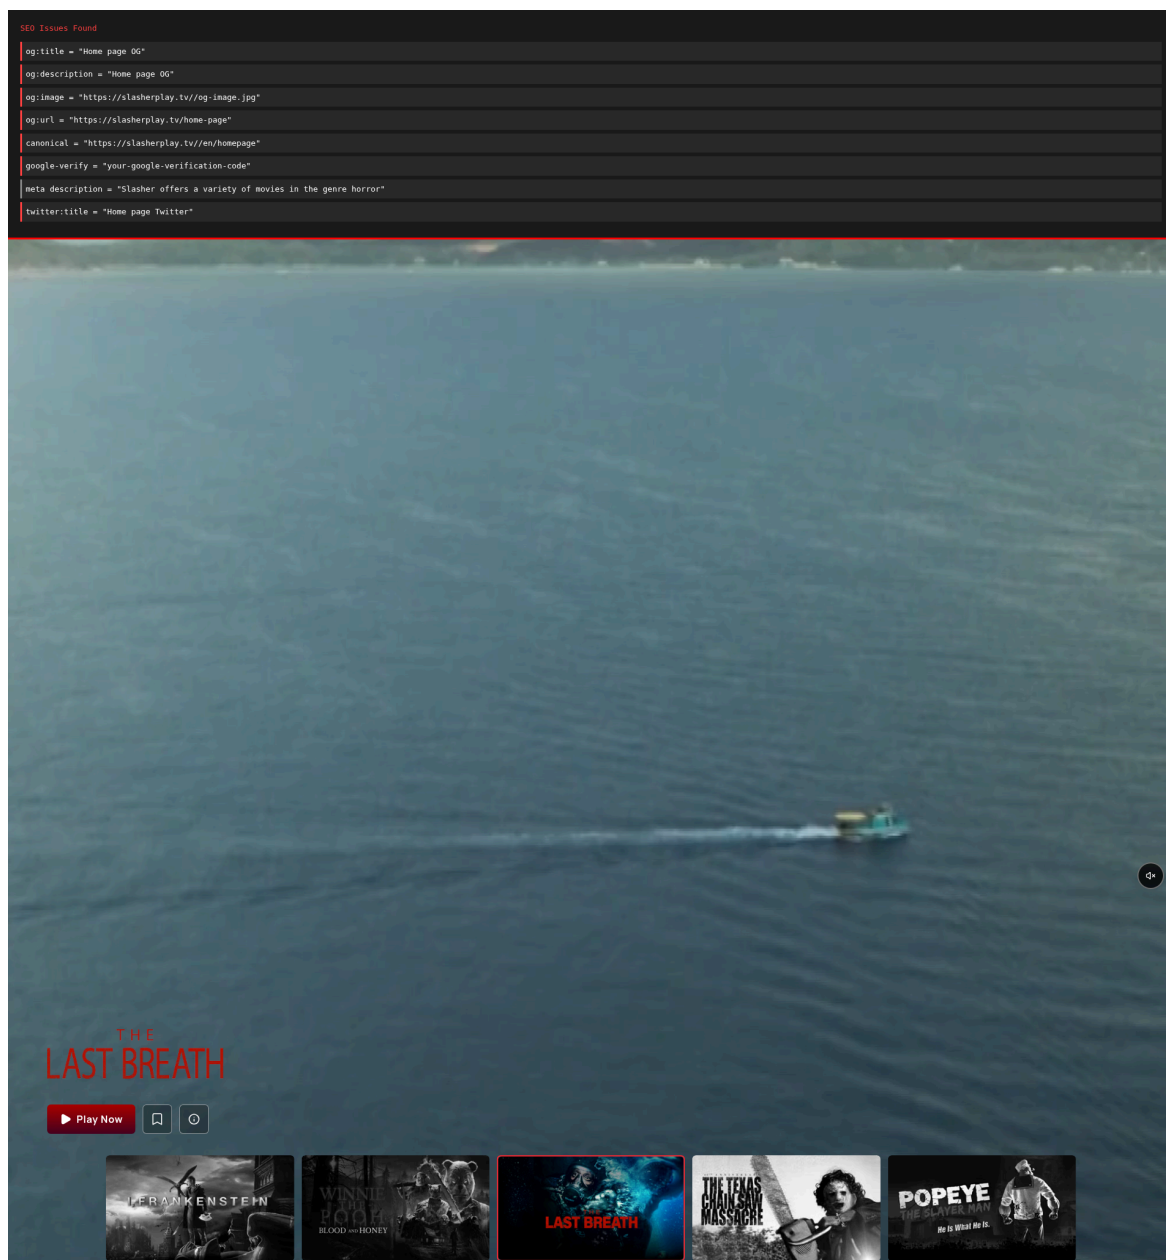 SEO Issues Found
og:title = "Home page OG"
og:description = "Home page OG"
og:image = "https://slasherplay.tv//og-image.jpg"
og:url = "https://slasherplay.tv/home-page"
canonical = "https://slasherplay.tv//en/homepage"
google-verify = "your-google-verification-code"
meta description = "Slasher offers a variety of movies in the genre horror"
twitter:title = "Home page Twitter"
THE
LAST BREATH
Play Now
I FRANKENSTEIN
WINNIE
THE
POOH
BLOOD AND HONEY
LAST BREATH
THE TEXAS
CHAIN SAW
MASSACRE
POPEYE
THE SLAYER MAN
He Is What He Is.